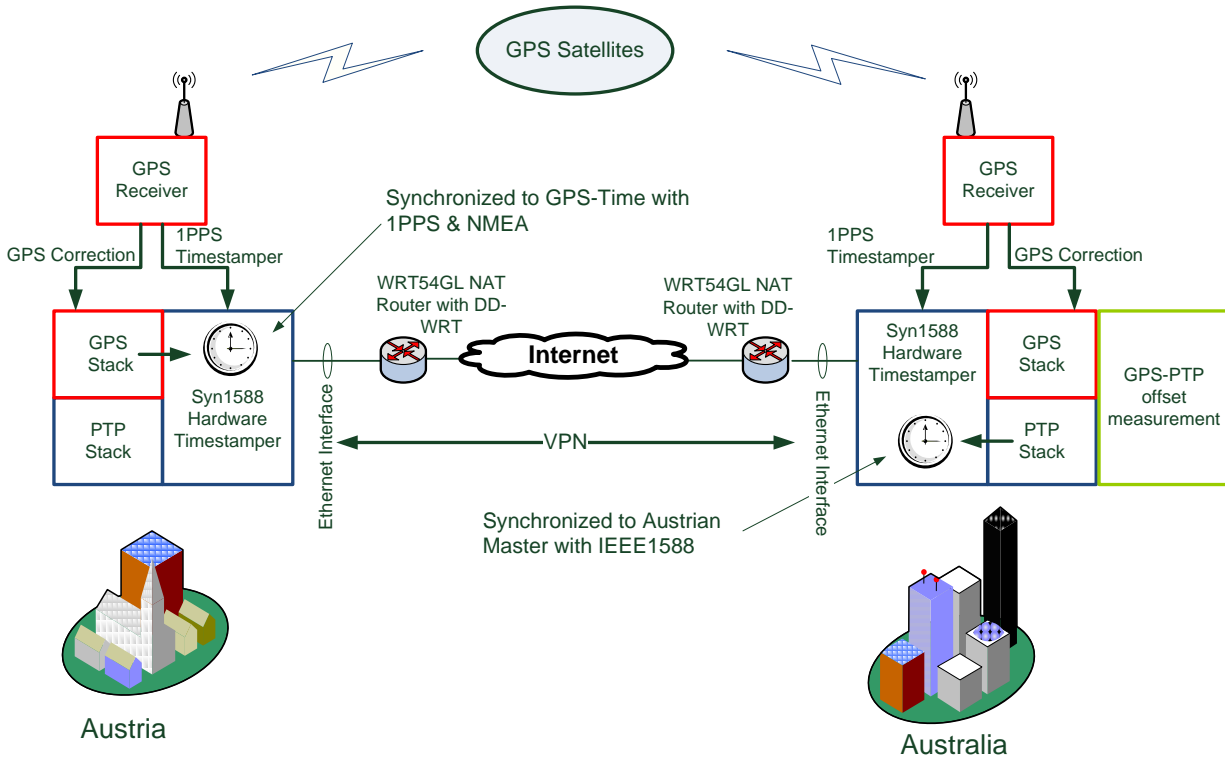 GPS Satellites
GPS
Receiver
GPS
Receiver
Synchronized to GPS-Time with
1PPS & NMEA
GPS Correction
1PPS
Timestamper
1PPS
Timestamper
GPS Correction
WRT54GL NAT
Router with DD-
WRT
WRT54GL NAT
Router with DD-
WRT
GPS
Stack
Syn1588
Hardware
Timestamper
PTP
Stack
Internet
Syn1588
Hardware
Timestamper
GPS
Stack
PTP
Stack
GPS-PTP
offset
measurement
Ethernet Interface
VPN
Ethernet Interface
Synchronized to Austrian
Master with IEEE1588
Austria
Australia